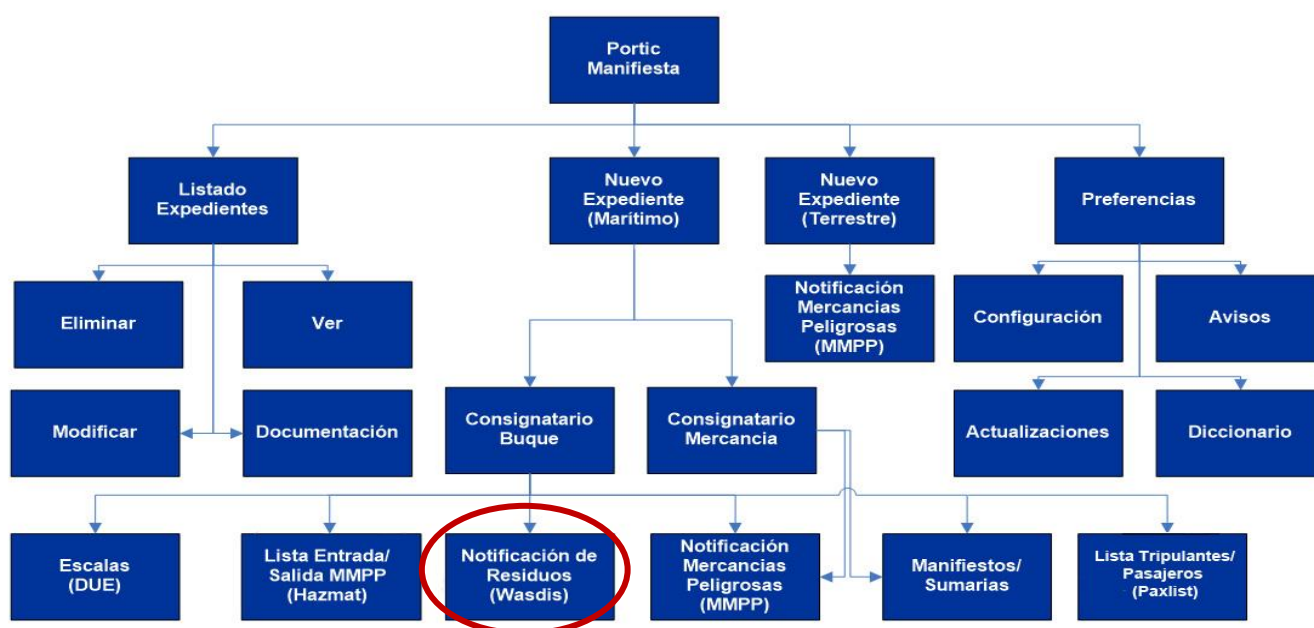 Portic
Manifiesta
Listado
Expedientes
Nuevo
Expediente
(Marítimo)
Nuevo
Expediente
(Terrestre)
Preferencias
Eliminar
Ver
Notificación
Mercancias
Peligrosas
(MMPP)
Configuración
Avisos
Modificar
Documentación
Consignatario
Buque
Consignatario
Mercancia
Actualizaciones
Diccionario
Escalas
(DUE)
Lista Entrada/
Salida MMPP
(Hazmat)
Notificación de
Residuos
(Wasdis)
Notificación
Mercancias
Peligrosas
(MMPP)
Manifiestos/
Sumarias
Lista Tripulantes/
Pasajeros
(Paxlist)